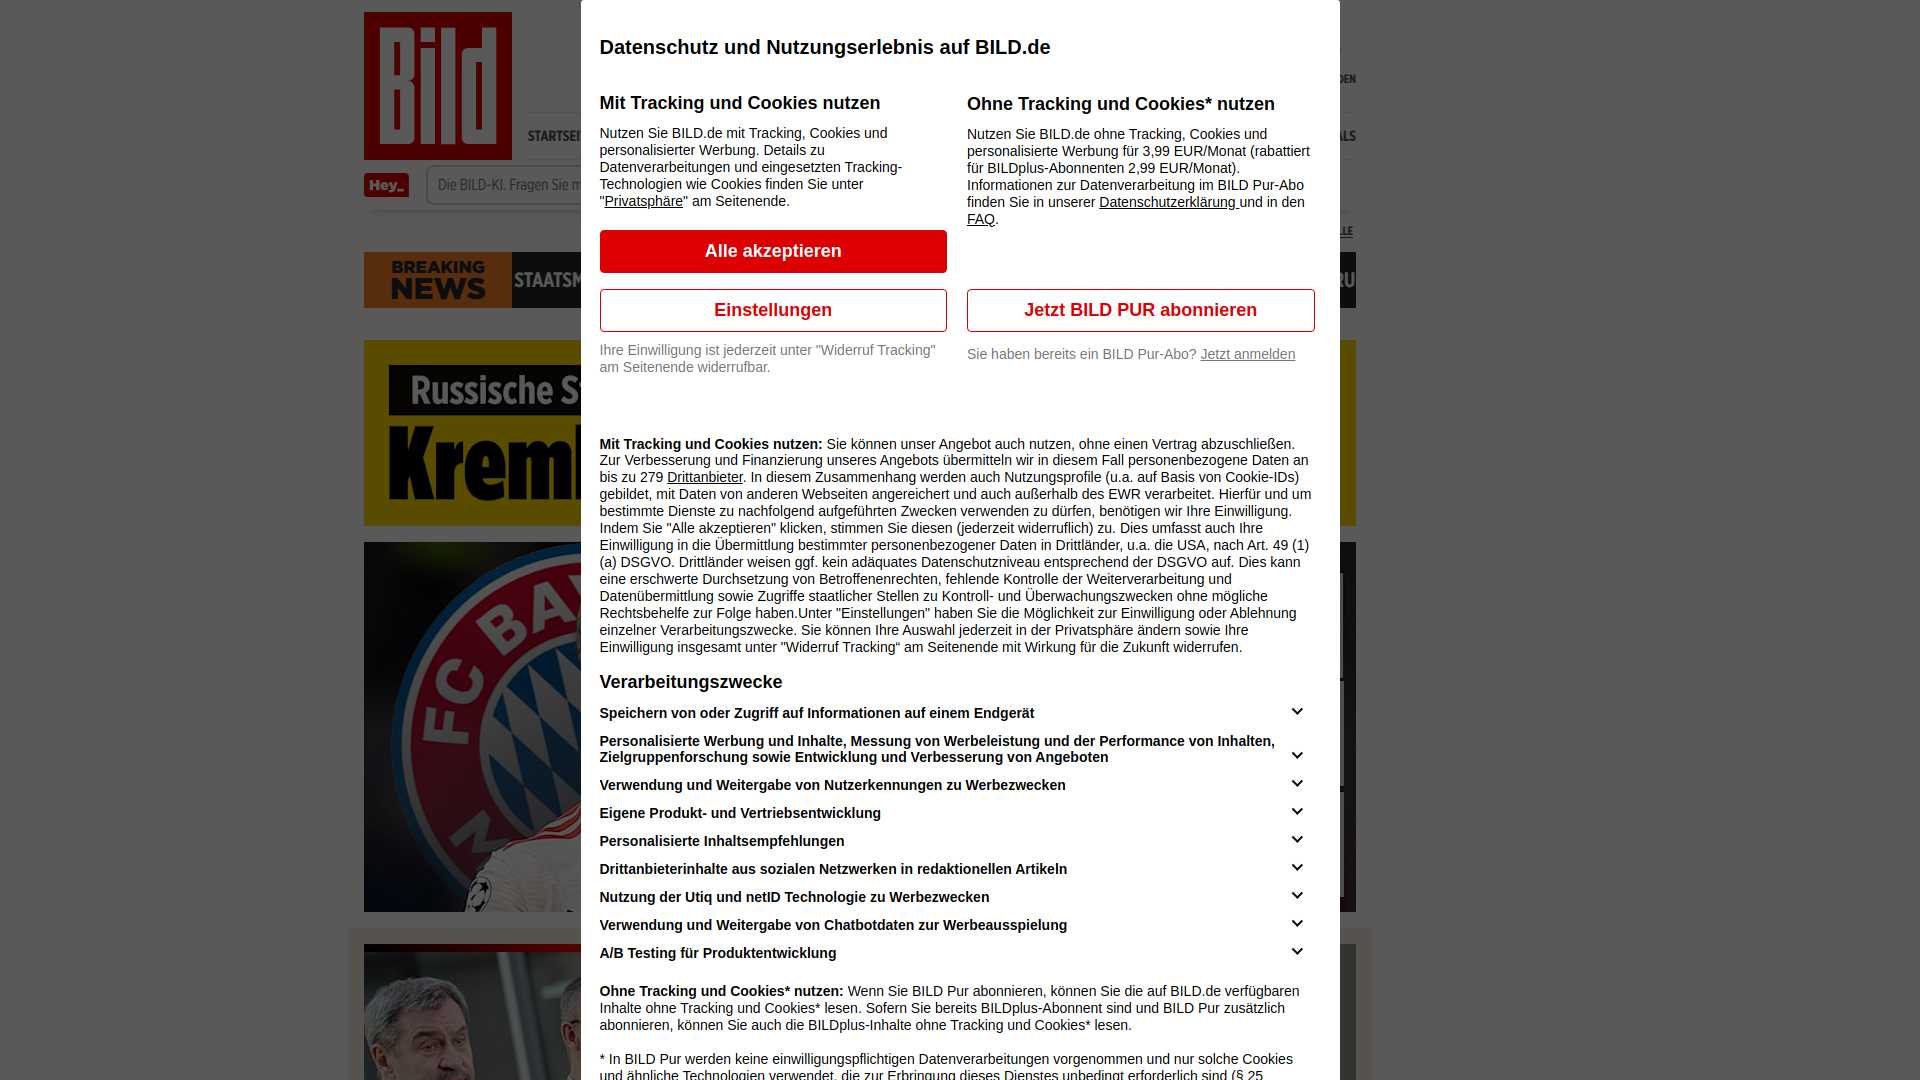 Bild
DEN
STARTSEI
ALS
Hey_
Die BILD-KI. Fragen Sie m
LLE
BREAKING
NEWS
STAATSM
RU
Russische S
Kreml
FC BAY
Datenschutz und Nutzungserlebnis auf BILD.de
Mit Tracking und Cookies nutzen
Nutzen Sie BILD.de mit Tracking, Cookies und
personalisierter Werbung. Details zu
Datenverarbeitungen und eingesetzten Tracking-
Technologien wie Cookies finden Sie unter
"Privatsphäre" am Seitenende.
Alle akzeptieren
Einstellungen
Ihre Einwilligung ist jederzeit unter "Widerruf Tracking"
am Seitenende widerrufbar.
Ohne Tracking und Cookies* nutzen
Nutzen Sie BILD.de ohne Tracking, Cookies und
personalisierte Werbung für 3,99 EUR/Monat (rabattiert
für BILDplus-Abonnenten 2,99 EUR/Monat).
Informationen zur Datenverarbeitung im BILD Pur-Abo
finden Sie in unserer Datenschutzerklärung und in den
FAQ.
Jetzt BILD PUR abonnieren
Sie haben bereits ein BILD Pur-Abo? Jetzt anmelden
Mit Tracking und Cookies nutzen: Sie können unser Angebot auch nutzen, ohne einen Vertrag abzuschließen.
Zur Verbesserung und Finanzierung unseres Angebots übermitteln wir in diesem Fall personenbezogene Daten an
bis zu 279 Drittanbieter. In diesem Zusammenhang werden auch Nutzungsprofile (u.a. auf Basis von Cookie-IDs)
gebildet, mit Daten von anderen Webseiten angereichert und auch außerhalb des EWR verarbeitet. Hierfür und um
bestimmte Dienste zu nachfolgend aufgeführten Zwecken verwenden zu dürfen, benötigen wir Ihre Einwilligung.
Indem Sie "Alle akzeptieren" klicken, stimmen Sie diesen (jederzeit widerruflich) zu. Dies umfasst auch Ihre
Einwilligung in die Übermittlung bestimmter personenbezogener Daten in Drittländer, u.a. die USA, nach Art. 49 (1)
(a) DSGVO. Drittländer weisen ggf. kein adäquates Datenschutzniveau entsprechend der DSGVO auf. Dies kann
eine erschwerte Durchsetzung von Betroffenenrechten, fehlende Kontrolle der Weiterverarbeitung und
Datenübermittlung sowie Zugriffe staatlicher Stellen zu Kontroll- und Überwachungszwecken ohne mögliche
Rechtsbehelfe zur Folge haben.Unter "Einstellungen" haben Sie die Möglichkeit zur Einwilligung oder Ablehnung
einzelner Verarbeitungszwecke. Sie können Ihre Auswahl jederzeit in der Privatsphäre ändern sowie Ihre
Einwilligung insgesamt unter "Widerruf Tracking“ am Seitenende mit Wirkung für die Zukunft widerrufen.
Verarbeitungszwecke
Speichern von oder Zugriff auf Informationen auf einem Endgerät
Personalisierte Werbung und Inhalte, Messung von Werbeleistung und der Performance von Inhalten,
Zielgruppenforschung sowie Entwicklung und Verbesserung von Angeboten
Verwendung und Weitergabe von Nutzerkennungen zu Werbezwecken
Eigene Produkt- und Vertriebsentwicklung
Personalisierte Inhaltsempfehlungen
Drittanbieterinhalte aus sozialen Netzwerken in redaktionellen Artikeln
Nutzung der Utiq und netID Technologie zu Werbezwecken
Verwendung und Weitergabe von Chatbotdaten zur Werbeausspielung
A/B Testing für Produktentwicklung
Ohne Tracking und Cookies* nutzen: Wenn Sie BILD Pur abonnieren, können Sie die auf BILD.de verfügbaren
Inhalte ohne Tracking und Cookies* lesen. Sofern Sie bereits BILDplus-Abonnent sind und BILD Pur zusätzlich
abonnieren, können Sie auch die BILDplus-Inhalte ohne Tracking und Cookies* lesen.
* In BILD Pur werden keine einwilligungspflichtigen Datenverarbeitungen vorgenommen und nur solche Cookies
und ähnliche Technologien verwendet, die zur Erbringung dieses Dienstes unbedingt erforderlich sind (§ 25